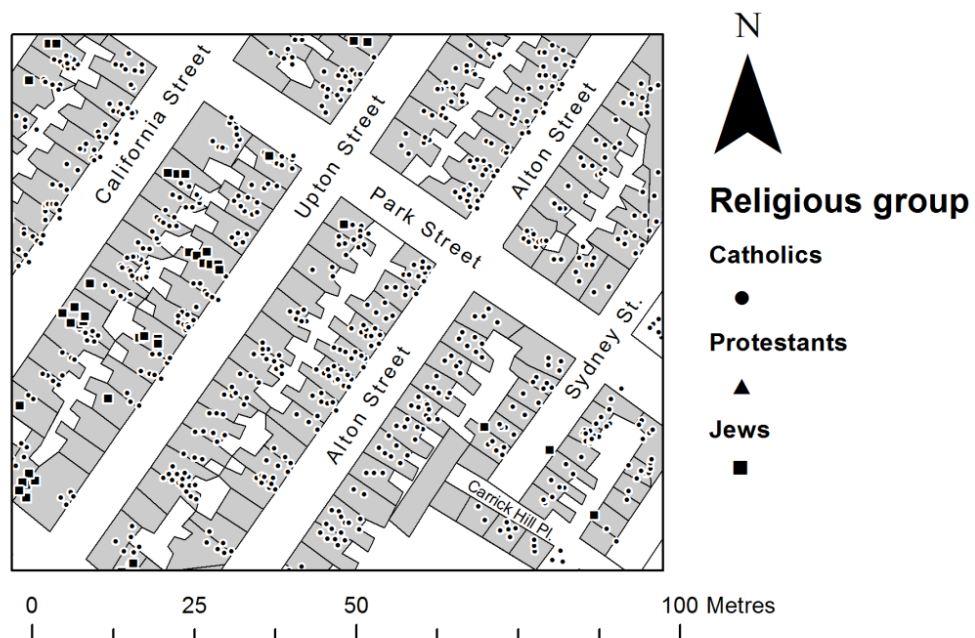 California Street
Upton Street
Alton Street
Park Street
Alton Street
Sydney St.
Carrick Hill Pl.
N
Religious group
Catholics
Protestants
Jews
0 25 50 100 Metres